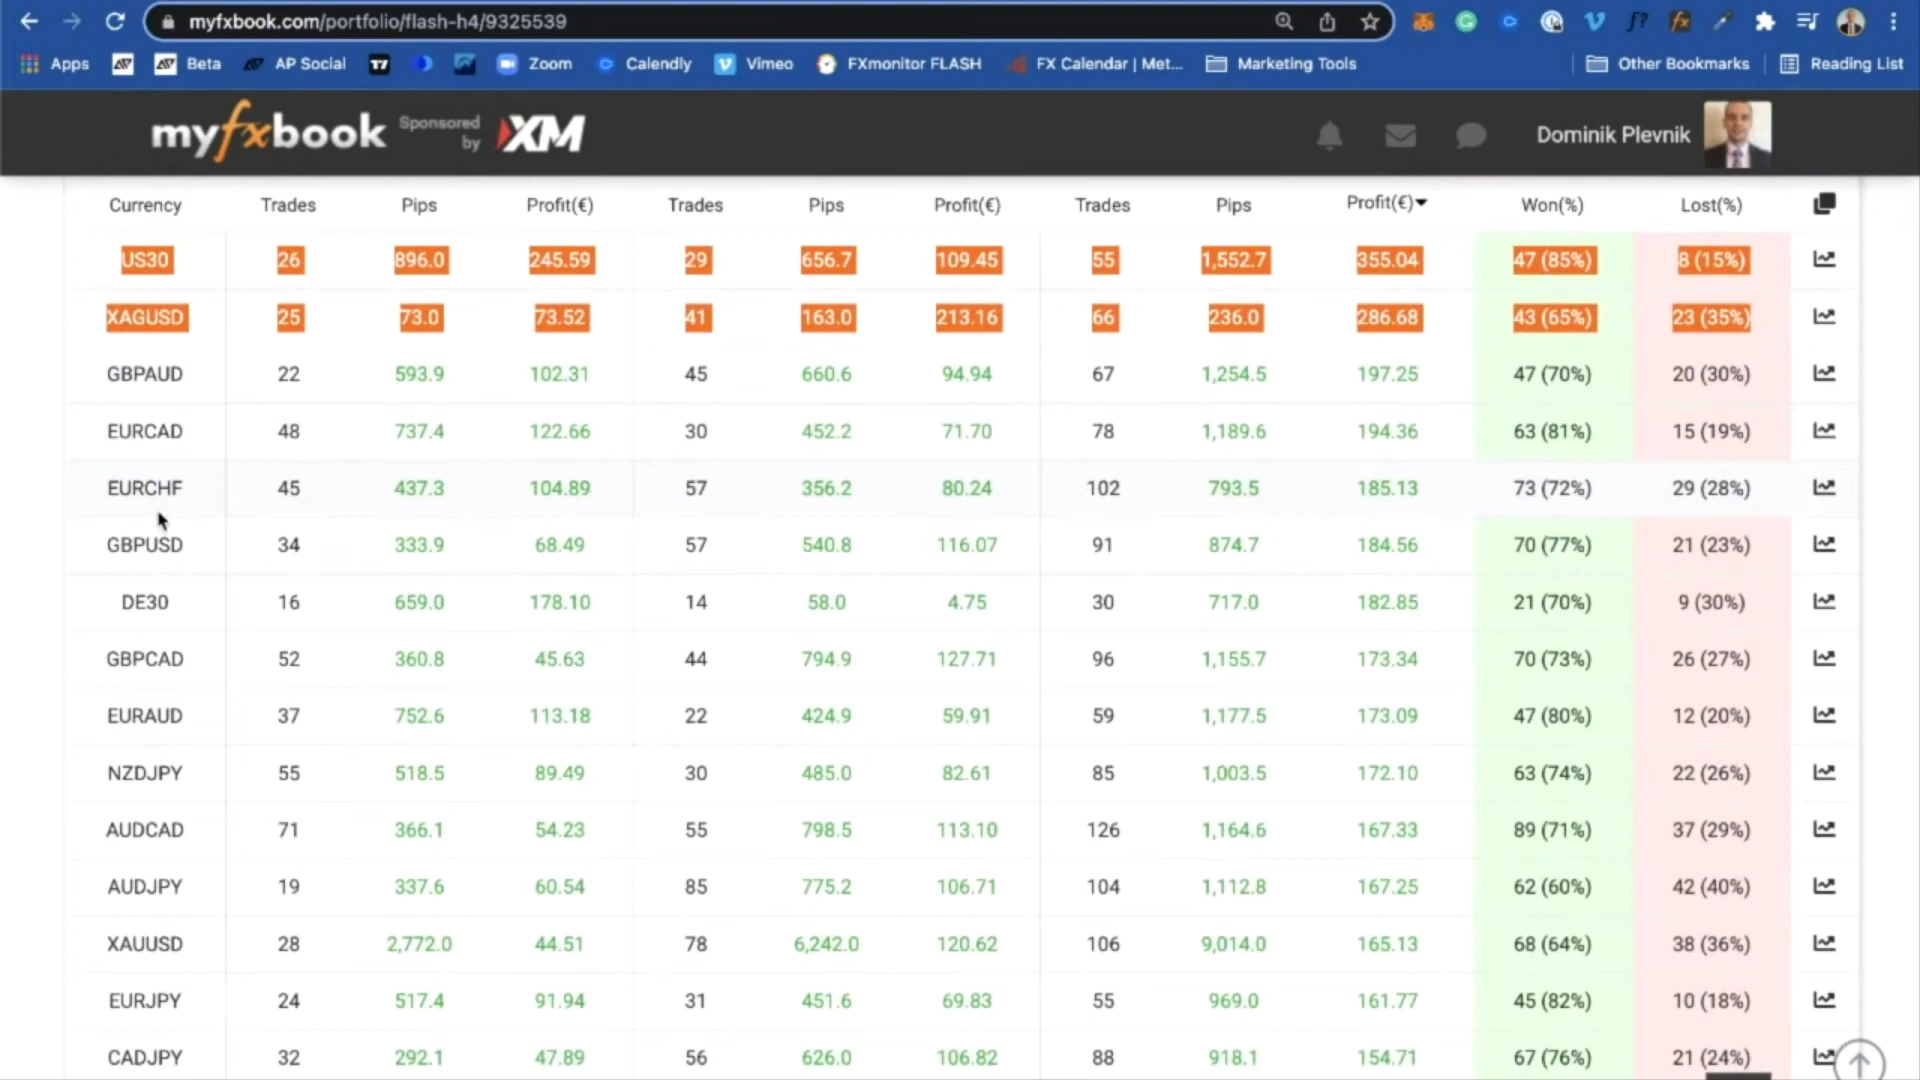 myfxbook.com/portfolio/flash-h4/9325539
Apps Beta AP Social Zoom Calendly Vimeo FXmonitor FLASH FX Calendar | Met... Marketing Tools Other Bookmarks Reading List
myfxbook Sponsored by XM Dominik Plevnik
Currency Trades Pips Profit(€) Trades Pips Profit(€) Trades Pips Profit(€) Won(%) Lost(%)
US30 26 896.0 245.59 29 656.7 109.45 55 1,552.7 355.04 47 (85%) 8 (15%)
XAGUSD 25 73.0 73.52 41 163.0 213.16 66 236.0 286.68 43 (65%) 23 (35%)
GBPAUD 22 593.9 102.31 45 660.6 94.94 67 1,254.5 197.25 47 (70%) 20 (30%)
EURCAD 48 737.4 122.66 30 452.2 71.70 78 1,189.6 194.36 63 (81%) 15 (19%)
EURCHF 45 437.3 104.89 57 356.2 80.24 102 793.5 185.13 73 (72%) 29 (28%)
GBPUSD 34 333.9 68.49 57 540.8 116.07 91 874.7 184.56 70 (77%) 21 (23%)
DE30 16 659.0 178.10 14 58.0 4.75 30 717.0 182.85 21 (70%) 9 (30%)
GBPCAD 52 360.8 45.63 44 794.9 127.71 96 1,155.7 173.34 70 (73%) 26 (27%)
EURAUD 37 752.6 113.18 22 424.9 59.91 59 1,177.5 173.09 47 (80%) 12 (20%)
NZDJPY 55 518.5 89.49 30 485.0 82.61 85 1,003.5 172.10 63 (74%) 22 (26%)
AUDCAD 71 366.1 54.23 55 798.5 113.10 126 1,164.6 167.33 89 (71%) 37 (29%)
AUDJPY 19 337.6 60.54 85 775.2 106.71 104 1,112.8 167.25 62 (60%) 42 (40%)
XAUUSD 28 2,772.0 44.51 78 6,242.0 120.62 106 9,014.0 165.13 68 (64%) 38 (36%)
EURJPY 24 517.4 91.94 31 451.6 69.83 55 969.0 161.77 45 (82%) 10 (18%)
CADJPY 32 292.1 47.89 56 626.0 106.82 88 918.1 154.71 67 (76%) 21 (24%)